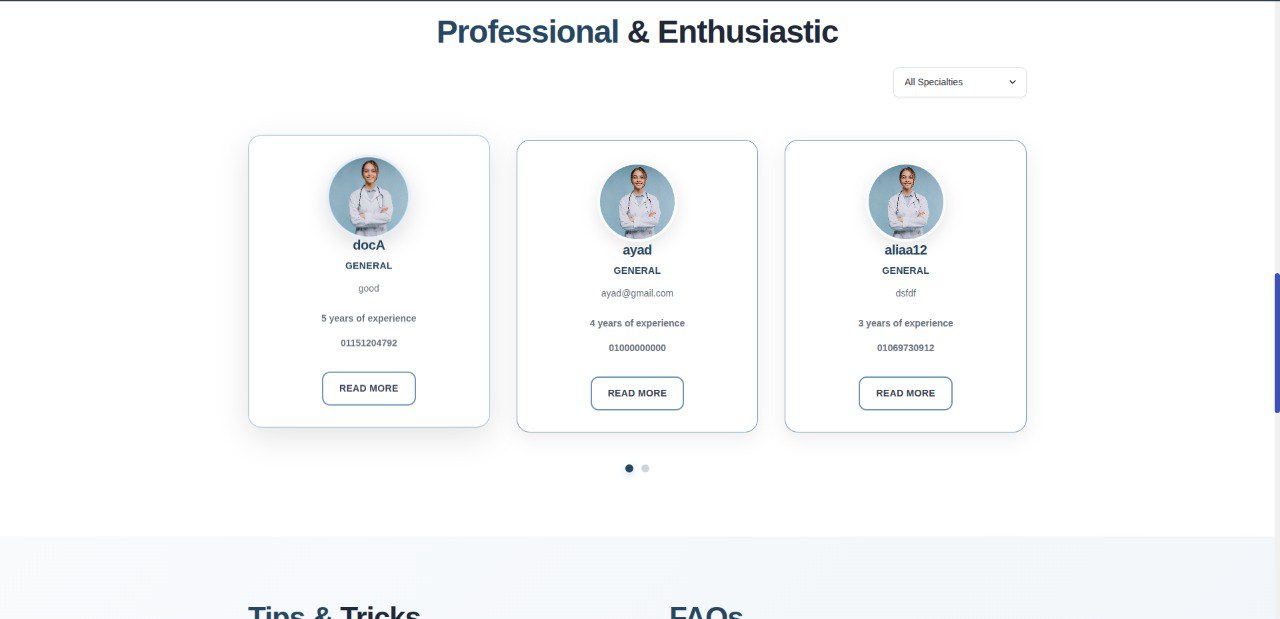 Professional & Enthusiastic
All Specialties
docA
GENERAL
good
5 years of experience
01151204792
READ MORE
ayad
GENERAL
ayad@gmail.com
4 years of experience
01000000000
READ MORE
aliaa12
GENERAL
dsfdf
3 years of experience
01069730912
READ MORE
Tips & Tricks
FAQs